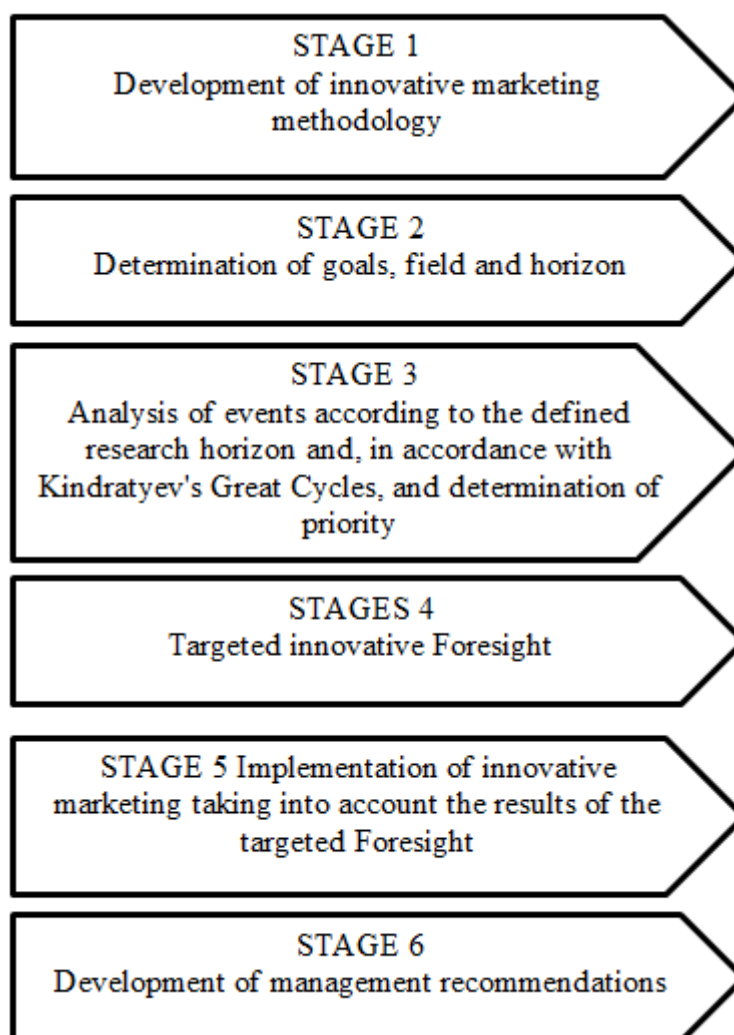 STAGE 1
Development of innovative marketing
methodology
STAGE 2
Determination of goals, field and horizon
STAGE 3
Analysis of events according to the defined
research horizon and, in accordance with
Kindratyev's Great Cycles, and determination of
priority
STAGES 4
Targeted innovative Foresight
STAGE 5 Implementation of innovative
marketing taking into account the results of the
targeted Foresight
STAGE 6
Development of management recommendations